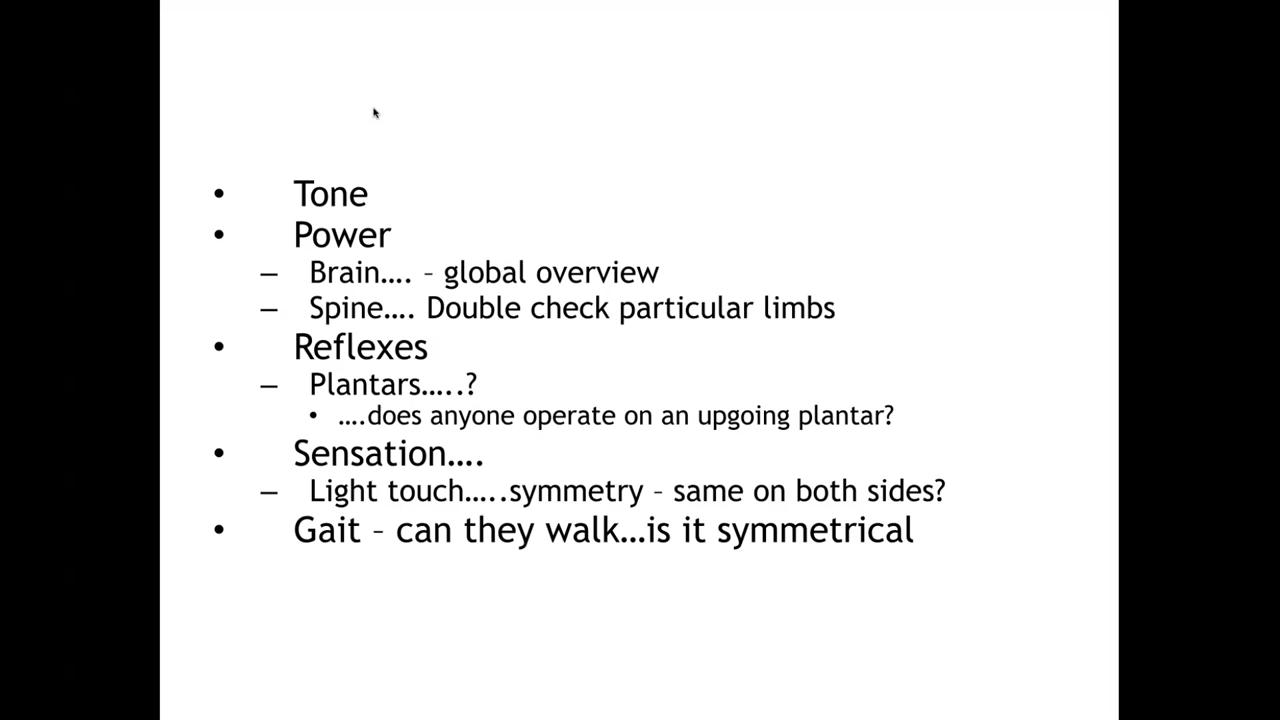 • Tone
• Power
– Brain…. – global overview
– Spine…. Double check particular limbs
• Reflexes
– Plantars…..?
• ….does anyone operate on an upgoing plantar?
• Sensation….
– Light touch…..symmetry – same on both sides?
• Gait – can they walk…is it symmetrical